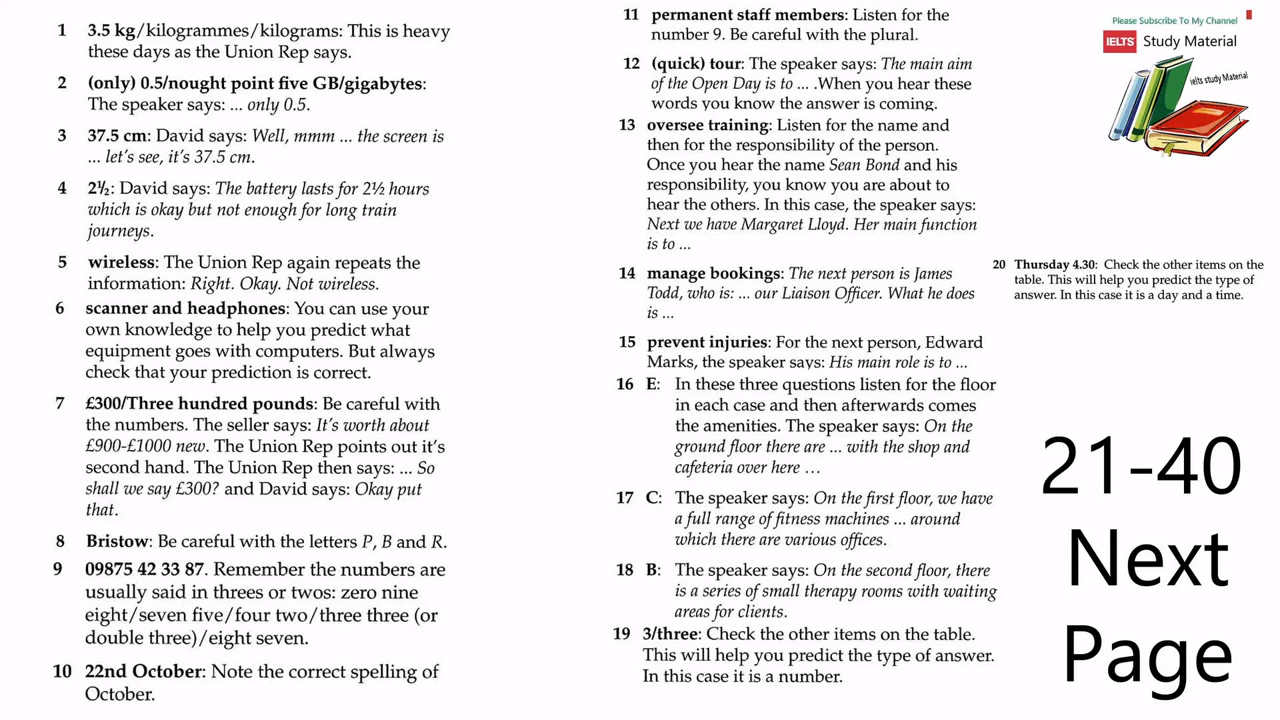 1 3.5 kg/kilogrammes/kilograms: This is heavy
these days as the Union Rep says.
2 (only) 0.5/nought point five GB/gigabytes:
The speaker says: ... only 0.5.
3 37.5 cm: David says: Well, mmm ... the screen is
... let's see, it's 37.5 cm.
4 2½: David says: The battery lasts for 2½ hours
which is okay but not enough for long train
journeys.
5 wireless: The Union Rep again repeats the
information: Right. Okay. Not wireless.
6 scanner and headphones: You can use your
own knowledge to help you predict what
equipment goes with computers. But always
check that your prediction is correct.
7 £300/Three hundred pounds: Be careful with
the numbers. The seller says: It's worth about
£900-£1000 new. The Union Rep points out it's
second hand. The Union Rep then says: ... So
shall we say £300? and David says: Okay put
that.
8 Bristow: Be careful with the letters P, B and R.
9 09875 42 33 87. Remember the numbers are
usually said in threes or twos: zero nine
eight/seven five/four two/three three (or
double three)/eight seven.
10 22nd October: Note the correct spelling of
October.
11 permanent staff members: Listen for the
number 9. Be careful with the plural.
12 (quick) tour: The speaker says: The main aim
of the Open Day is to ... .When you hear these
words you know the answer is coming.
13 oversee training: Listen for the name and
then for the responsibility of the person.
Once you hear the name Sean Bond and his
responsibility, you know you are about to
hear the others. In this case, the speaker says:
Next we have Margaret Lloyd. Her main function
is to ...
14 manage bookings: The next person is James
Todd, who is: ... our Liaison Officer. What he does
is ...
15 prevent injuries: For the next person, Edward
Marks, the speaker says: His main role is to ...
16 E: In these three questions listen for the floor
in each case and then afterwards comes
the amenities. The speaker says: On the
ground floor there are ... with the shop and
cafeteria over here ...
17 C: The speaker says: On the first floor, we have
a full range of fitness machines ... around
which there are various offices.
18 B: The speaker says: On the second floor, there
is a series of small therapy rooms with waiting
areas for clients.
19 3/three: Check the other items on the table.
This will help you predict the type of answer.
In this case it is a number.
Please Subscribe To My Channel
IELTS Study Material
ielts study Material
20 Thursday 4.30: Check the other items on the
table. This will help you predict the type of
answer. In this case it is a day and a time.
21-40
Next
Page